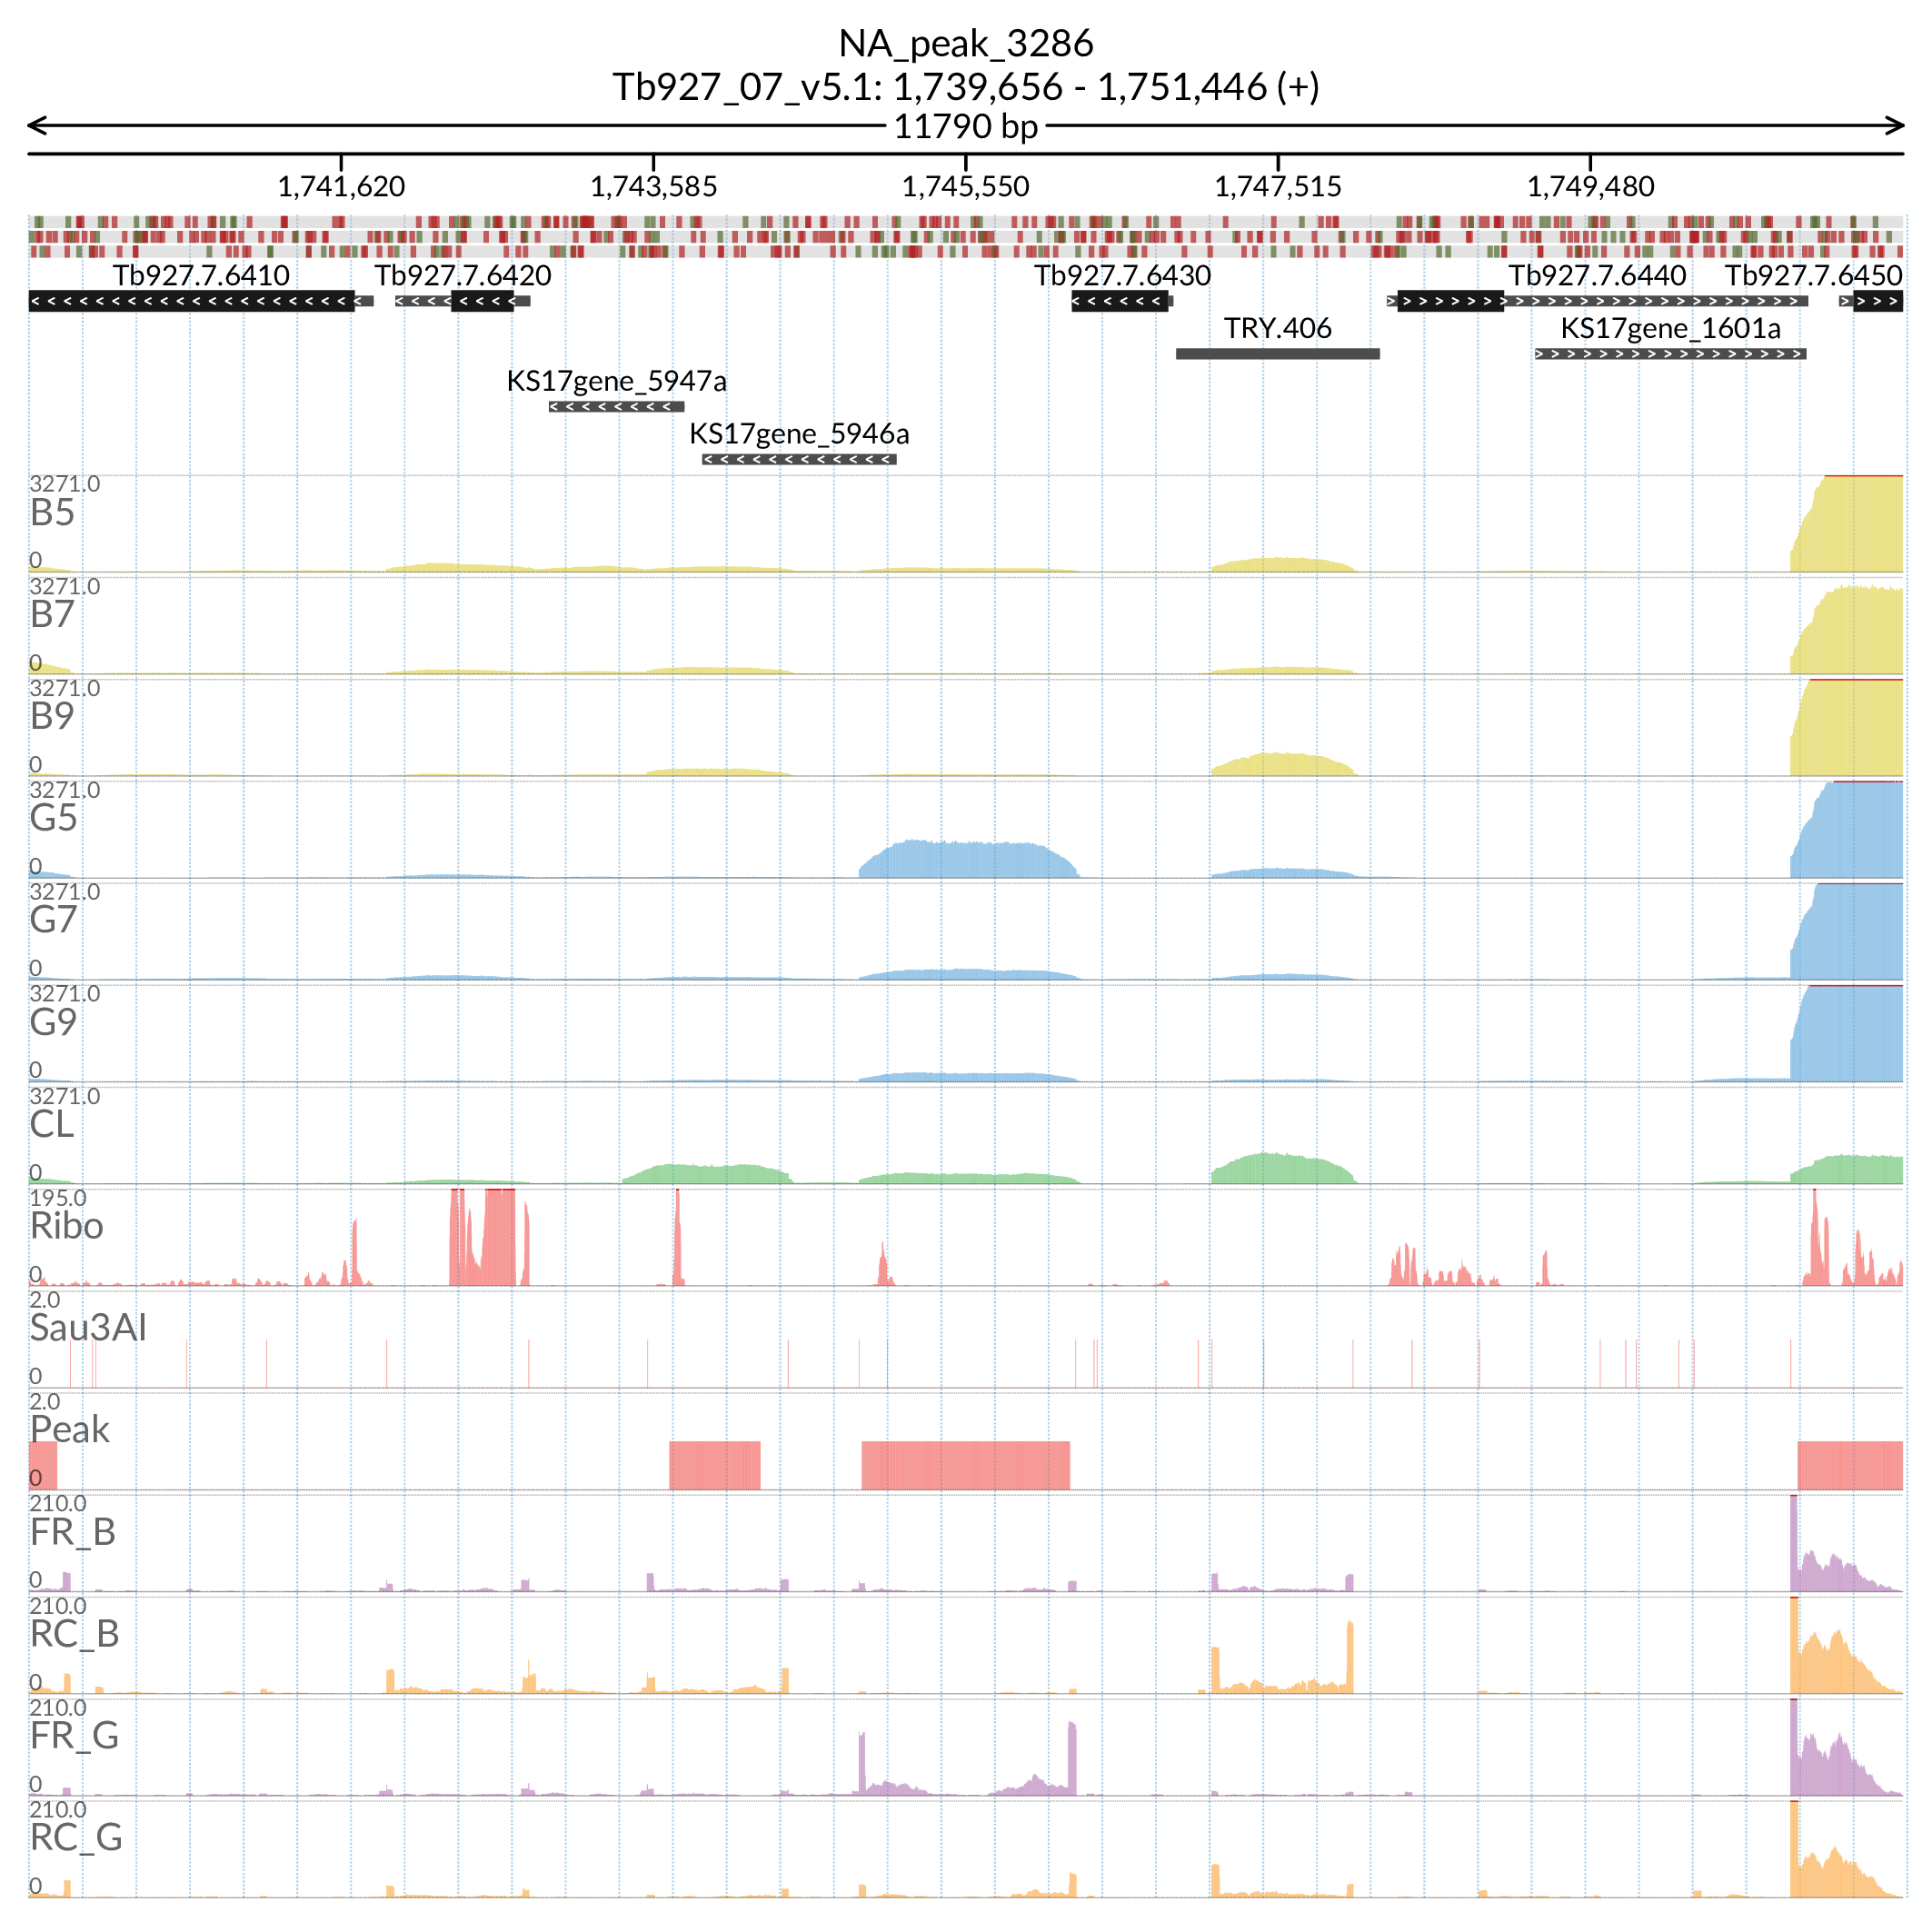 NA_peak_3286
Tb927_07_v5.1: 1,739,656 - 1,751,446 (+)
11790 bp
1,741,620 1,743,585 1,745,550 1,747,515 1,749,480
Tb927.7.6410 Tb927.7.6420 Tb927.7.6430 Tb927.7.6440 Tb927.7.6450
TRY.406 KS17gene_1601a
KS17gene_5947a
KS17gene_5946a
3271.0
B5
0
3271.0
B7
0
3271.0
B9
0
3271.0
G5
0
3271.0
G7
0
3271.0
G9
0
3271.0
CL
0
195.0
Ribo
0
2.0
Sau3AI
0
2.0
Peak
0
210.0
FR_B
0
210.0
RC_B
0
210.0
FR_G
0
210.0
RC_G
0